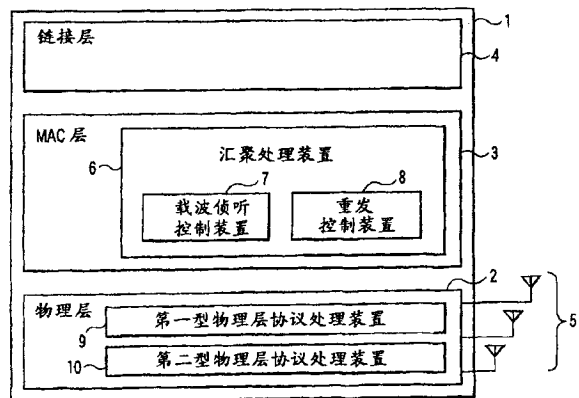 链接层
1
4
MAC 层
3
6
汇聚处理装置
7
8
载波侦听
控制装置
重发
控制装置
物理层
2
5
9
第一型物理层协议处理装置
10
第二型物理层协议处理装置